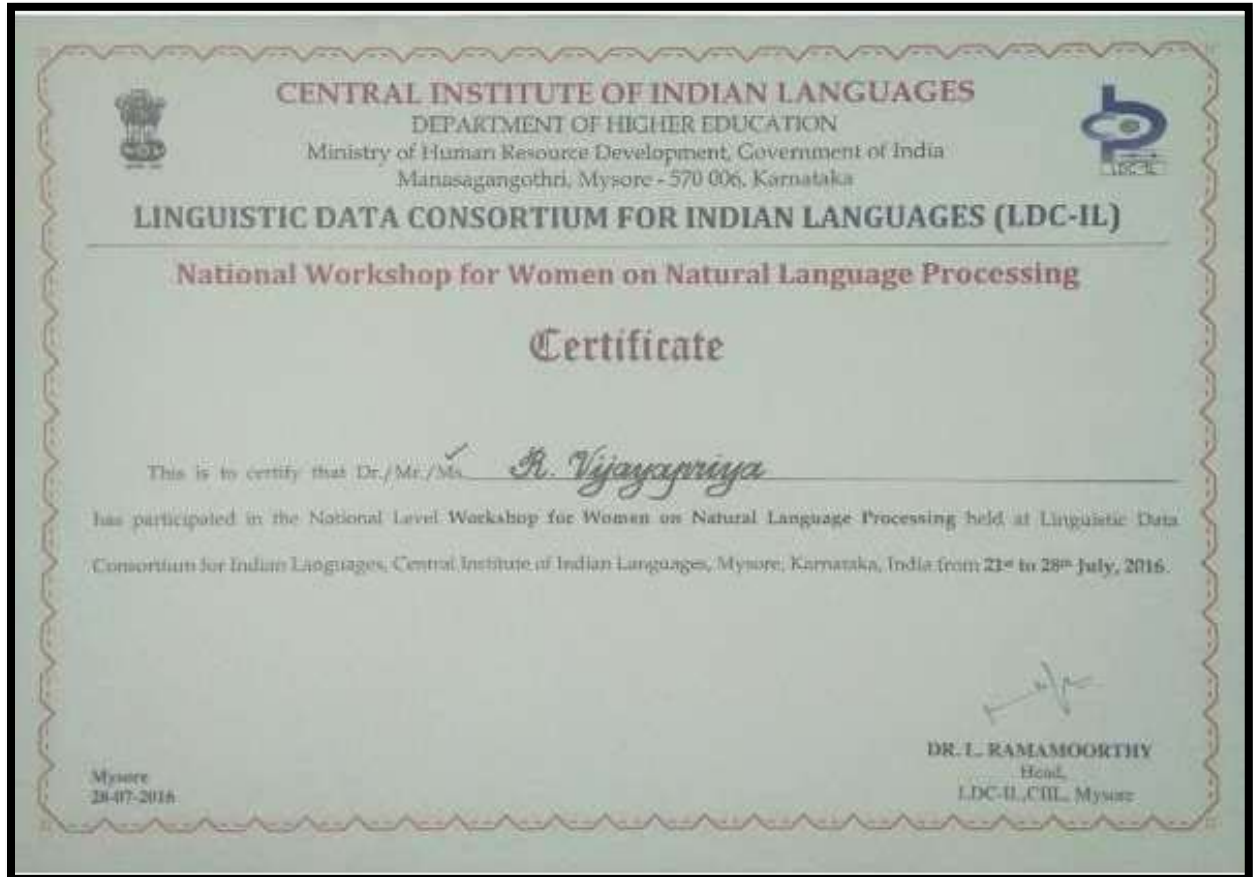 CENTRAL INSTITUTE OF INDIAN LANGUAGES
DEPARTMENT OF HIGHER EDUCATION
Ministry of Human Resource Development, Government of India
Manasagangothri, Mysore - 570 006, Karnataka
LDC-IL
LINGUISTIC DATA CONSORTIUM FOR INDIAN LANGUAGES (LDC-IL)
National Workshop for Women on Natural Language Processing
Certificate
This is to certify that Dr./Mr./Ms. R. Vijayapriya
has participated in the National Level Workshop for Women on Natural Language Processing held at Linguistic Data
Consortium for Indian Languages, Central Institute of Indian Languages, Mysore, Karnataka, India from 21st to 28th July, 2016.
DR. L. RAMAMOORTHY
Head,
LDC-IL, CIIL, Mysore
Mysore
28-07-2016